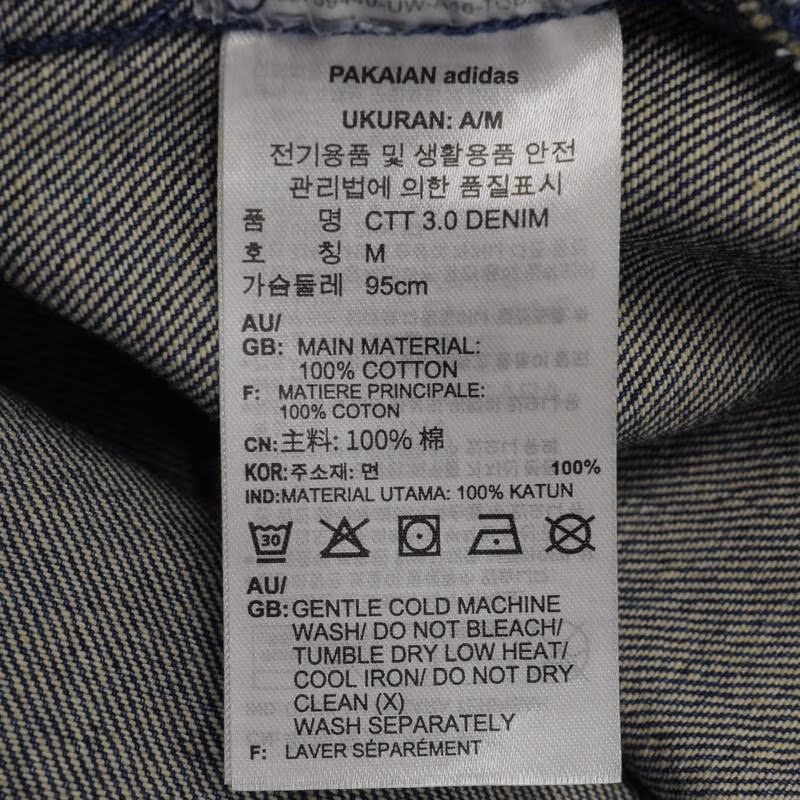 PAKAIAN adidas
UKURAN: A/M
전기용품 및 생활용품 안전
관리법에 의한 품질표시
품 명 CTT 3.0 DENIM
호 칭 M
가슴둘레 95cm
AU/
GB: MAIN MATERIAL:
100% COTTON
F: MATIERE PRINCIPALE:
100% COTON
CN:主料: 100% 棉
KOR:주소재: 면 100%
IND:MATERIAL UTAMA: 100% KATUN
30
AU/
GB:GENTLE COLD MACHINE
WASH/ DO NOT BLEACH/
TUMBLE DRY LOW HEAT/
COOL IRON/ DO NOT DRY
CLEAN (X)
WASH SEPARATELY
F: LAVER SÉPARÉMENT